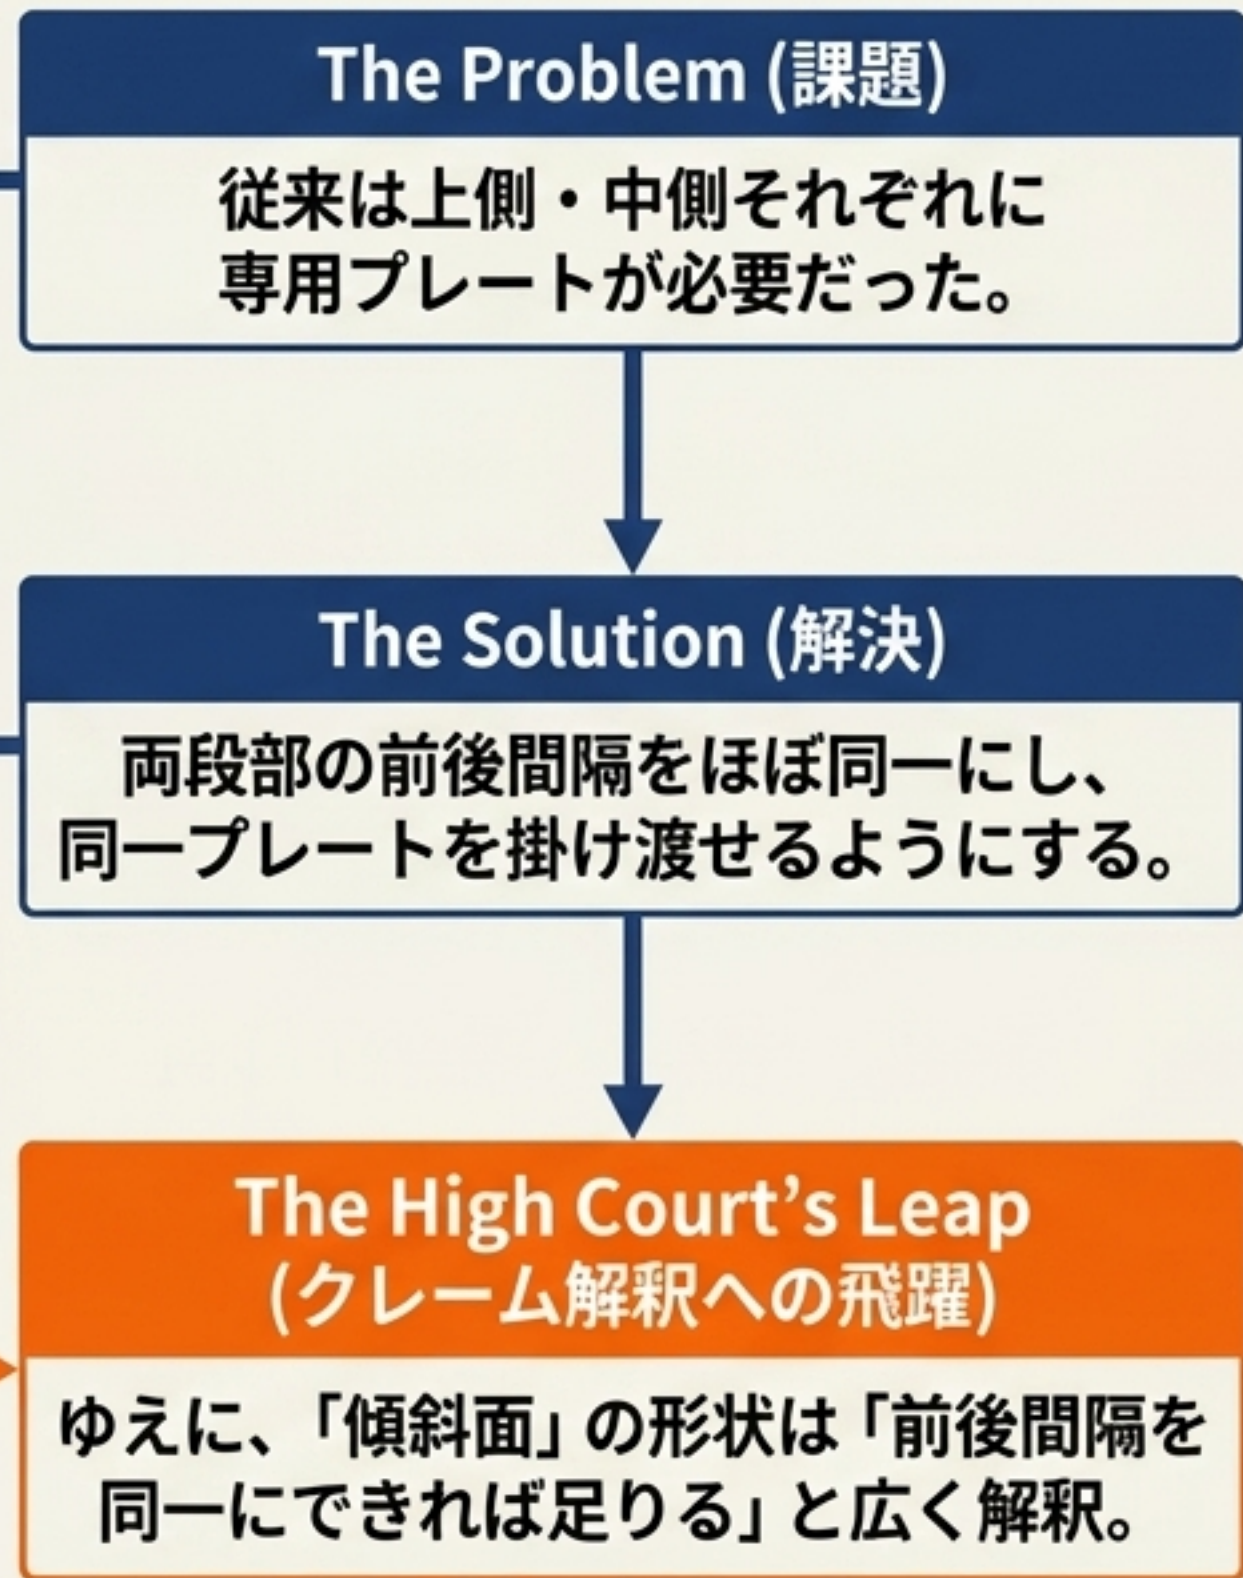 The Problem (課題)
従来は上側・中側それぞれに
専用プレートが必要だった。
The Solution (解決)
両段部の前後間隔をほぼ同一にし、
同一プレートを掛け渡せるようにする。
The High Court’s Leap
(クレーム解釈への飛躍)
ゆえに、「傾斜面」の形状は「前後間隔を
同一にできれば足りる」と広く解釈。